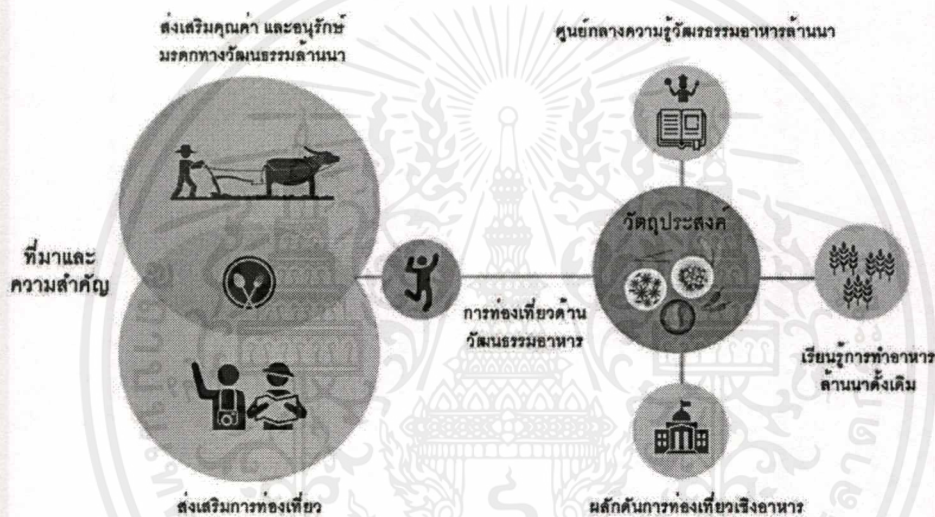 ส่งเสริมคุณค่า และอนุรักษ์
มรดกทางวัฒนธรรมล้านนา
ศูนย์กลางความรู้วัฒรธรรมอาหารล้านนา
ที่มาและ
ความสำคัญ
วัตถุประสงค์
การท่องเที่ยวด้าน
วัฒนธรรมอาหาร
เรียนรู้การทำอาหาร
ล้านนาดั้งเดิม
ส่งเสริมการท่องเที่ยว
ผลักดันการท่องเที่ยวเชิงอาหาร